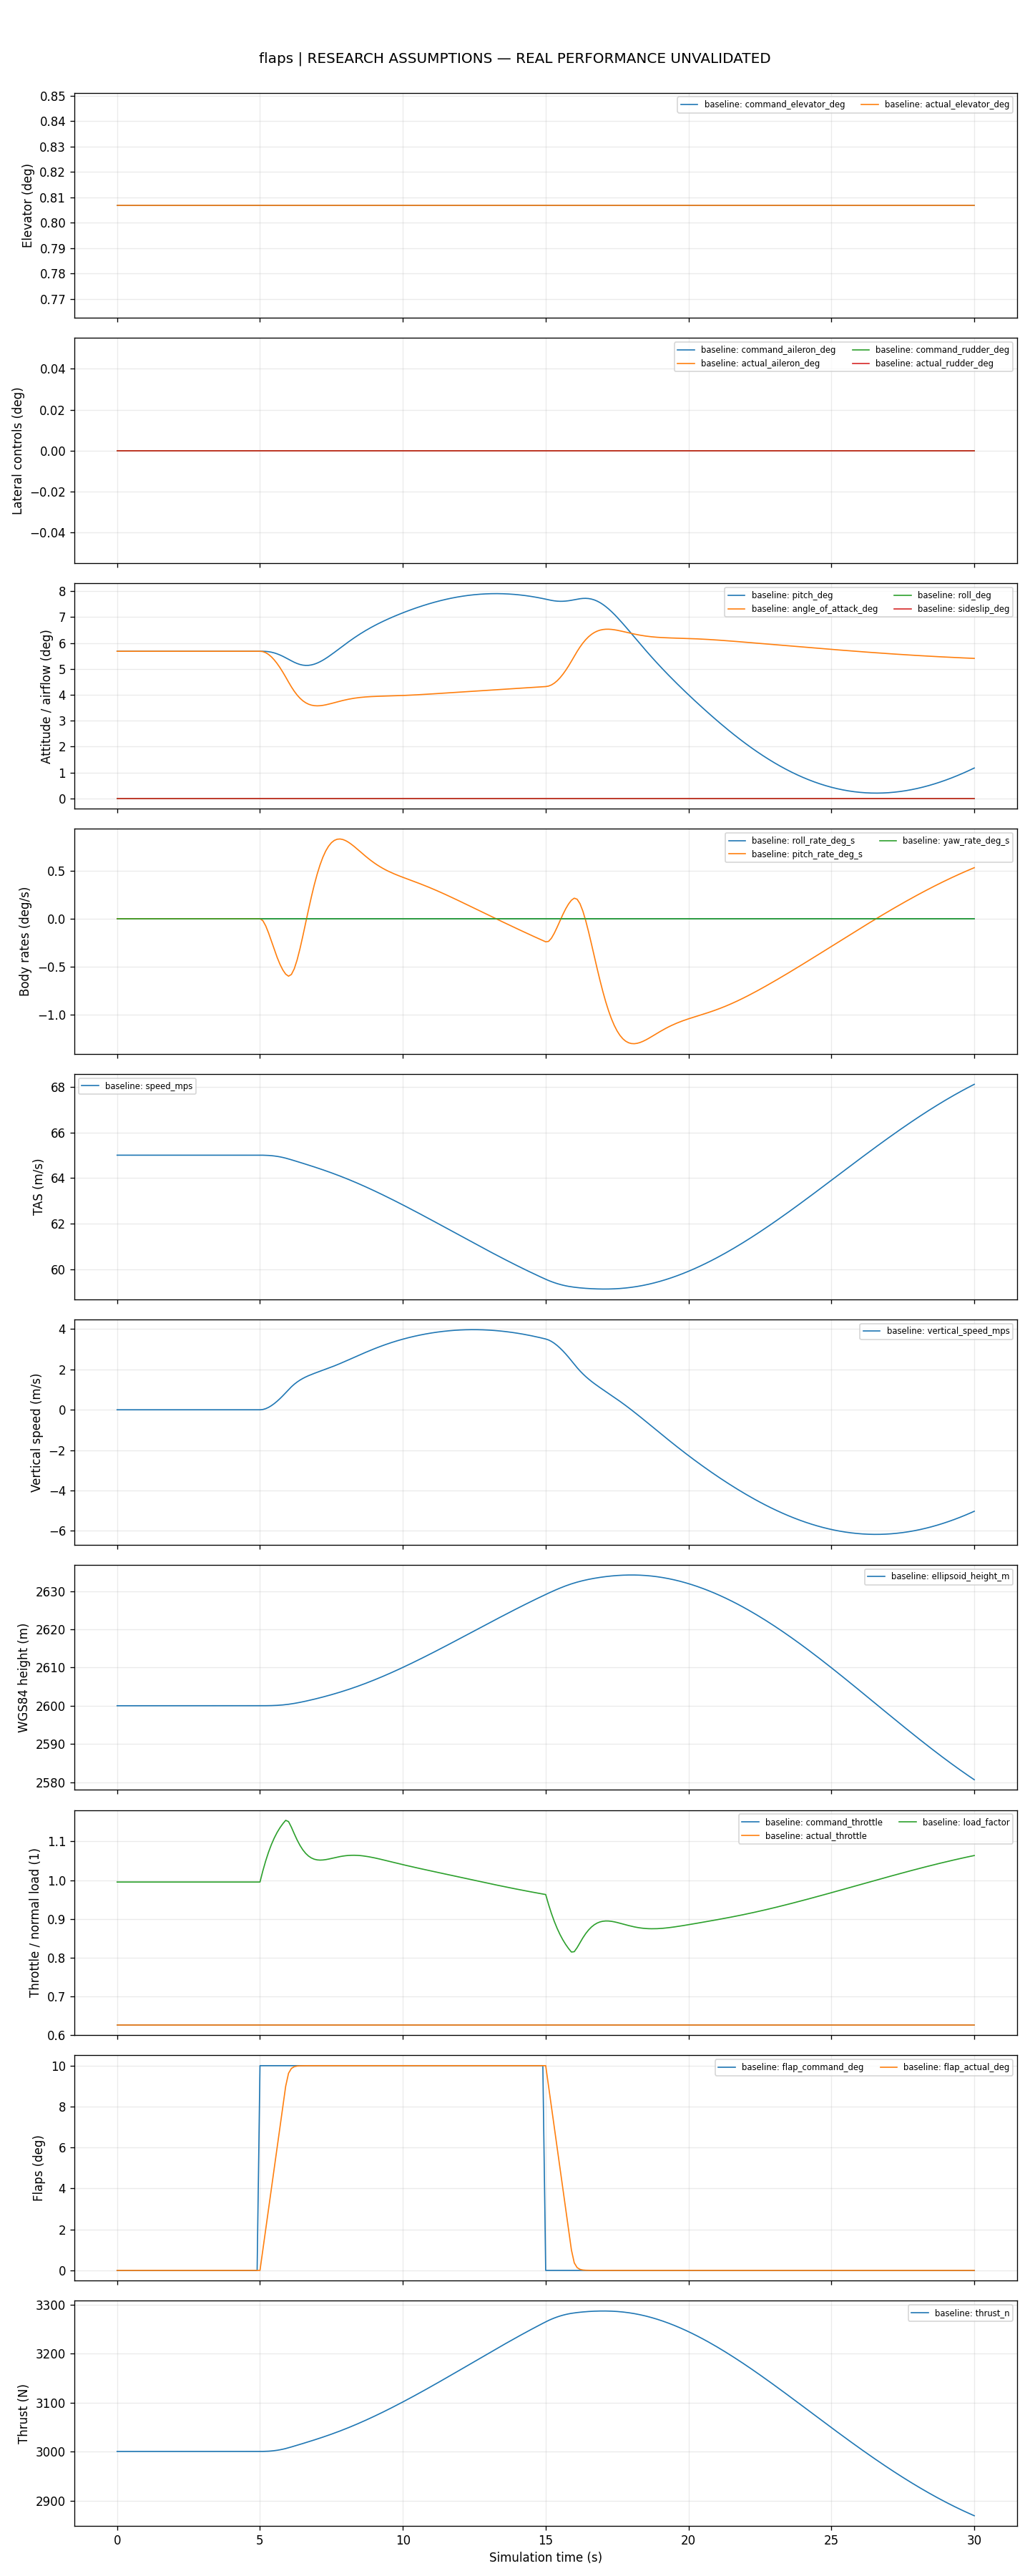 flaps | RESEARCH ASSUMPTIONS — REAL PERFORMANCE UNVALIDATED
Elevator (deg)
0.85
0.84
0.83
0.82
0.81
0.80
0.79
0.78
0.77
baseline: command_elevator_deg
baseline: actual_elevator_deg
Lateral controls (deg)
0.04
0.02
0.00
−0.02
−0.04
baseline: command_aileron_deg
baseline: actual_aileron_deg
baseline: command_rudder_deg
baseline: actual_rudder_deg
Attitude / airflow (deg)
8
7
6
5
4
3
2
1
0
baseline: pitch_deg
baseline: angle_of_attack_deg
baseline: roll_deg
baseline: sideslip_deg
Body rates (deg/s)
0.5
0.0
−0.5
−1.0
baseline: roll_rate_deg_s
baseline: pitch_rate_deg_s
baseline: yaw_rate_deg_s
TAS (m/s)
68
66
64
62
60
baseline: speed_mps
Vertical speed (m/s)
4
2
0
−2
−4
−6
baseline: vertical_speed_mps
WGS84 height (m)
2630
2620
2610
2600
2590
2580
baseline: ellipsoid_height_m
Throttle / normal load (1)
1.1
1.0
0.9
0.8
0.7
0.6
baseline: command_throttle
baseline: actual_throttle
baseline: load_factor
Flaps (deg)
10
8
6
4
2
0
baseline: flap_command_deg
baseline: flap_actual_deg
Thrust (N)
3300
3200
3100
3000
2900
baseline: thrust_n
0
5
10
15
20
25
30
Simulation time (s)